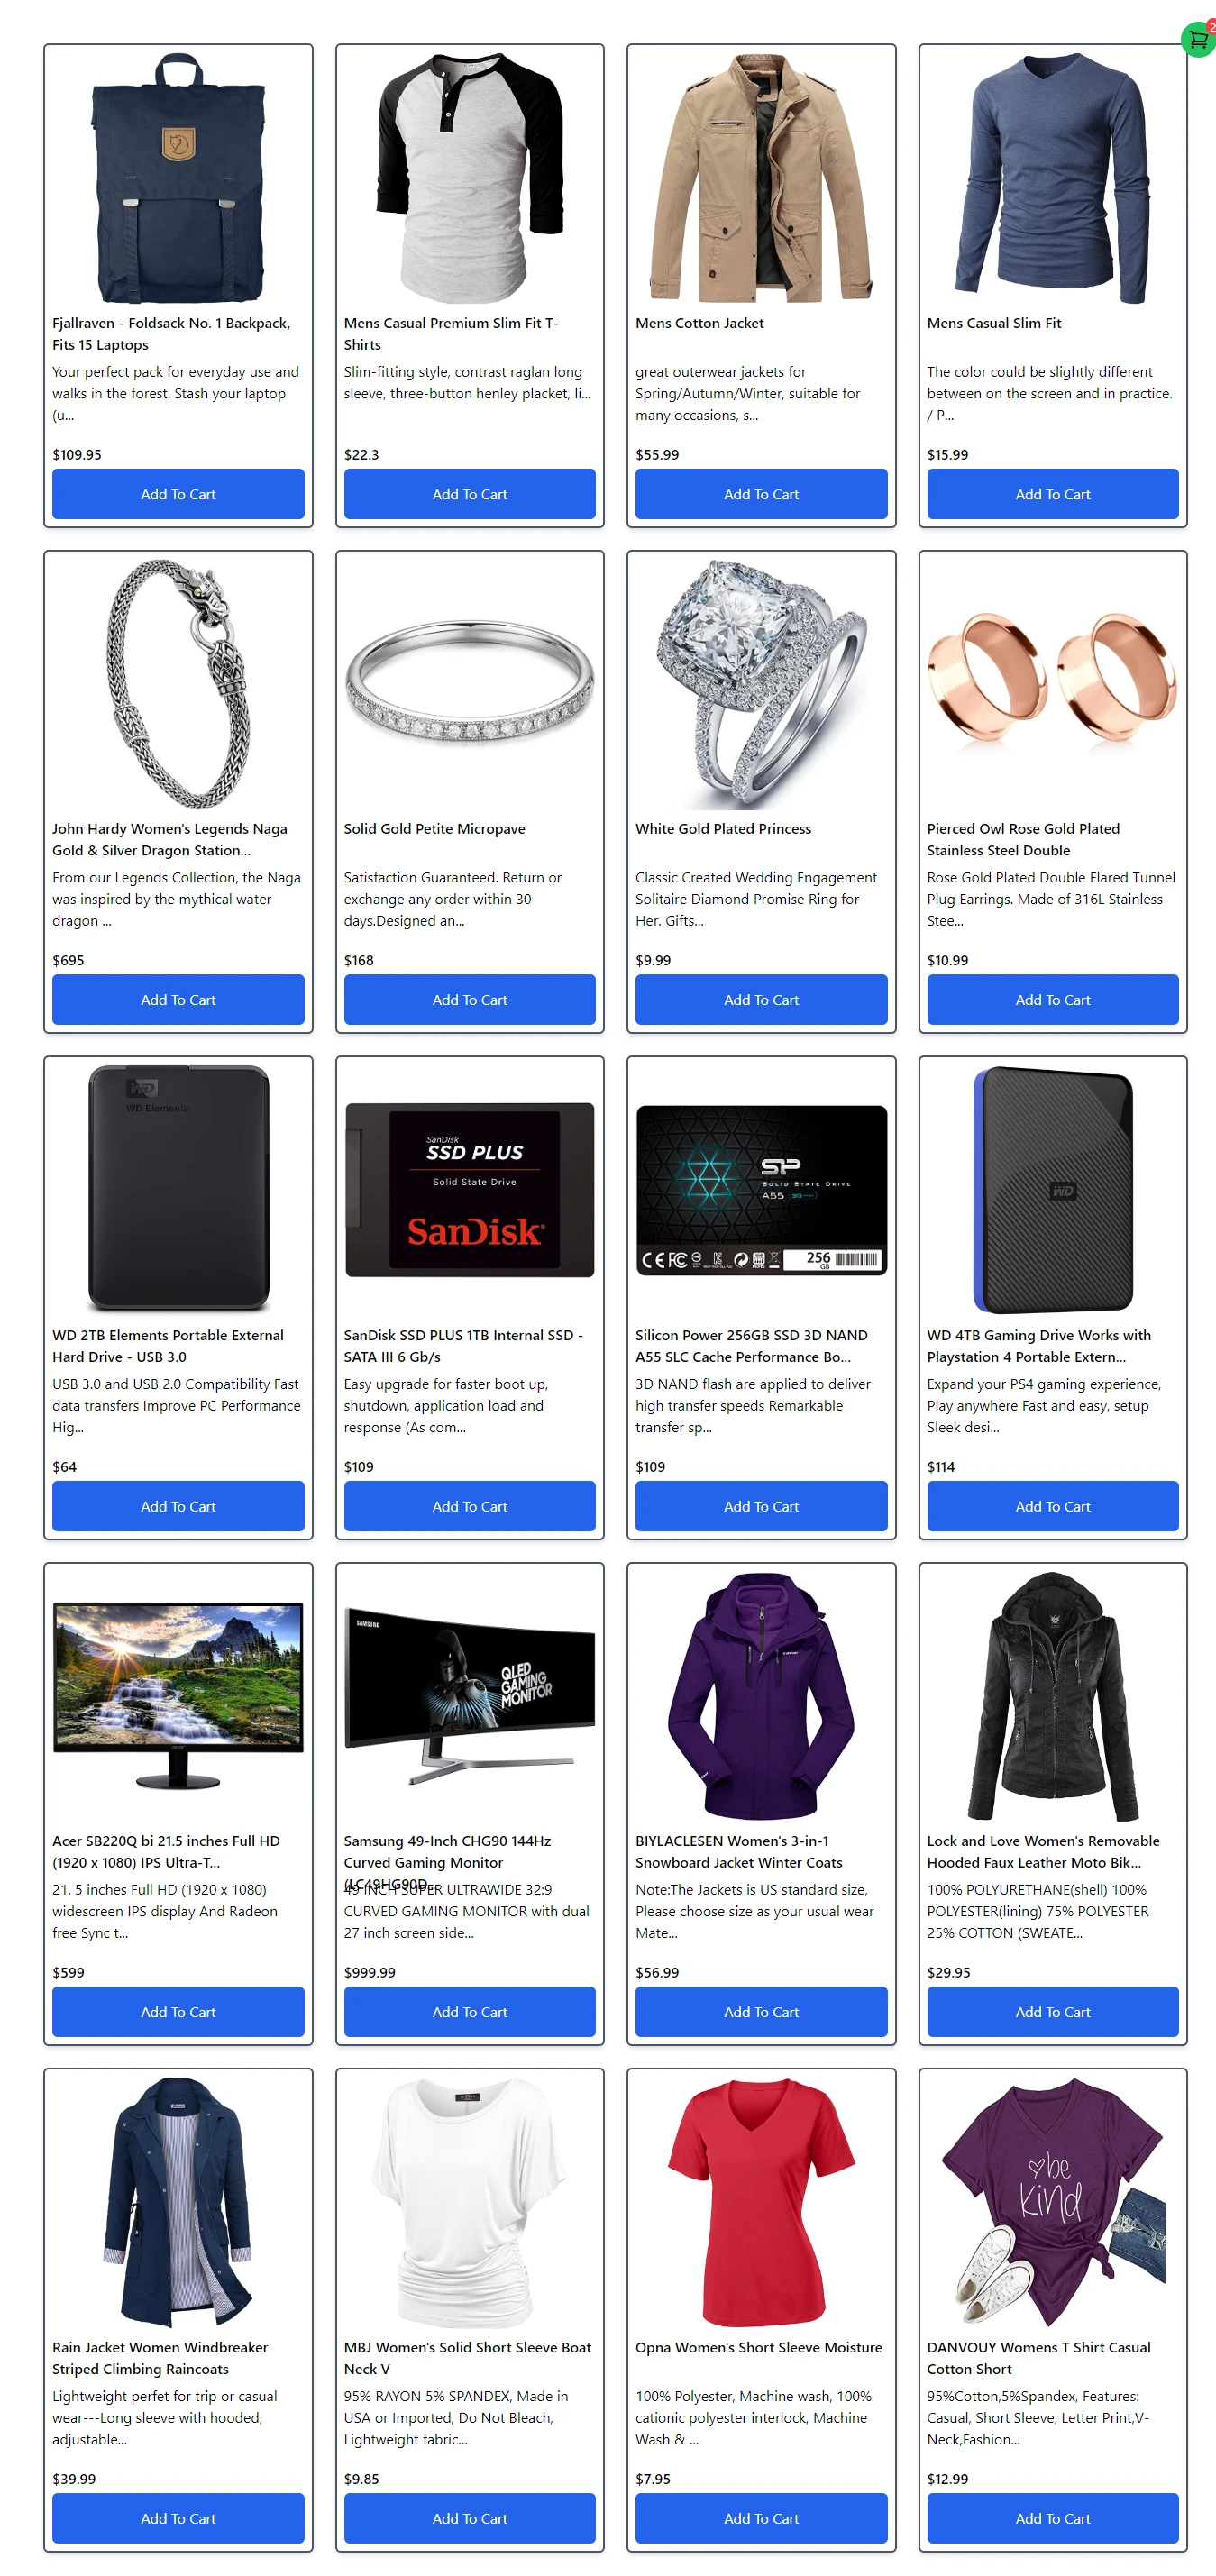 2
Fjallraven - Foldsack No. 1 Backpack,
Fits 15 Laptops
Your perfect pack for everyday use and
walks in the forest. Stash your laptop
(u...
$109.95
Add To Cart
Mens Casual Premium Slim Fit T-
Shirts
Slim-fitting style, contrast raglan long
sleeve, three-button henley placket, li...
$22.3
Add To Cart
Mens Cotton Jacket
great outerwear jackets for
Spring/Autumn/Winter, suitable for
many occasions, s...
$55.99
Add To Cart
Mens Casual Slim Fit
The color could be slightly different
between on the screen and in practice.
/ P...
$15.99
Add To Cart
John Hardy Women's Legends Naga
Gold & Silver Dragon Station...
From our Legends Collection, the Naga
was inspired by the mythical water
dragon ...
$695
Add To Cart
Solid Gold Petite Micropave
Satisfaction Guaranteed. Return or
exchange any order within 30
days.Designed an...
$168
Add To Cart
White Gold Plated Princess
Classic Created Wedding Engagement
Solitaire Diamond Promise Ring for
Her. Gifts...
$9.99
Add To Cart
Pierced Owl Rose Gold Plated
Stainless Steel Double
Rose Gold Plated Double Flared Tunnel
Plug Earrings. Made of 316L Stainless
Stee...
$10.99
Add To Cart
WD
WD Elements
WD 2TB Elements Portable External
Hard Drive - USB 3.0
USB 3.0 and USB 2.0 Compatibility Fast
data transfers Improve PC Performance
Hig...
$64
Add To Cart
SanDisk
SSD PLUS
Solid State Drive
SanDisk
SanDisk SSD PLUS 1TB Internal SSD -
SATA III 6 Gb/s
Easy upgrade for faster boot up,
shutdown, application load and
response (As com...
$109
Add To Cart
SP
SOLID STATE DRIVE
A55
256
GB
Silicon Power 256GB SSD 3D NAND
A55 SLC Cache Performance Bo...
3D NAND flash are applied to deliver
high transfer speeds Remarkable
transfer sp...
$109
Add To Cart
WD
WD 4TB Gaming Drive Works with
Playstation 4 Portable Extern...
Expand your PS4 gaming experience,
Play anywhere Fast and easy, setup
Sleek desi...
$114
Add To Cart
acer
Acer SB220Q bi 21.5 inches Full HD
(1920 x 1080) IPS Ultra-T...
21. 5 inches Full HD (1920 x 1080)
widescreen IPS display And Radeon
free Sync t...
$599
Add To Cart
SAMSUNG
QLED
GAMING
MONITOR
Samsung 49-Inch CHG90 144Hz
Curved Gaming Monitor
(LC49HG90D...
49 INCH SUPER ULTRAWIDE 32:9
CURVED GAMING MONITOR with dual
27 inch screen side...
$999.99
Add To Cart
BIYLACLESEN Women's 3-in-1
Snowboard Jacket Winter Coats
Note:The Jackets is US standard size,
Please choose size as your usual wear
Mate...
$56.99
Add To Cart
Lock and Love Women's Removable
Hooded Faux Leather Moto Bik...
100% POLYURETHANE(shell) 100%
POLYESTER(lining) 75% POLYESTER
25% COTTON (SWEATE...
$29.95
Add To Cart
Rain Jacket Women Windbreaker
Striped Climbing Raincoats
Lightweight perfet for trip or casual
wear---Long sleeve with hooded,
adjustable...
$39.99
Add To Cart
MBJ Women's Solid Short Sleeve Boat
Neck V
95% RAYON 5% SPANDEX, Made in
USA or Imported, Do Not Bleach,
Lightweight fabric...
$9.85
Add To Cart
Opna Women's Short Sleeve Moisture
100% Polyester, Machine wash, 100%
cationic polyester interlock, Machine
Wash & ...
$7.95
Add To Cart
be
kind
DANVOUY Womens T Shirt Casual
Cotton Short
95%Cotton,5%Spandex, Features:
Casual, Short Sleeve, Letter Print,V-
Neck,Fashion...
$12.99
Add To Cart